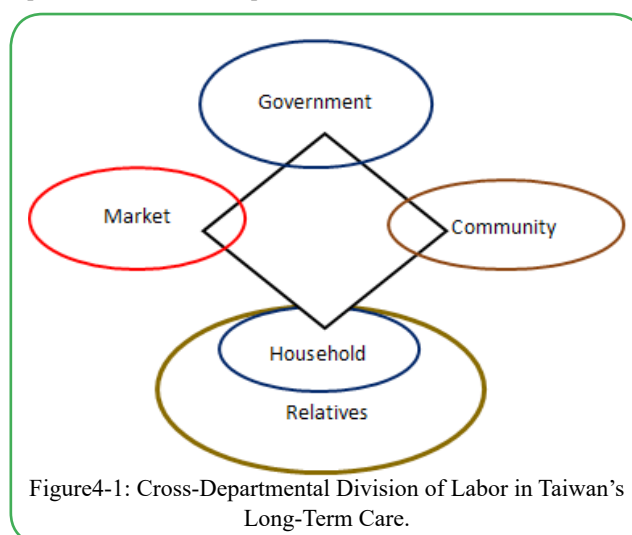 Government
Market
Community
Household
Relatives
Figure4-1: Cross-Departmental Division of Labor in Taiwan’s
Long-Term Care.